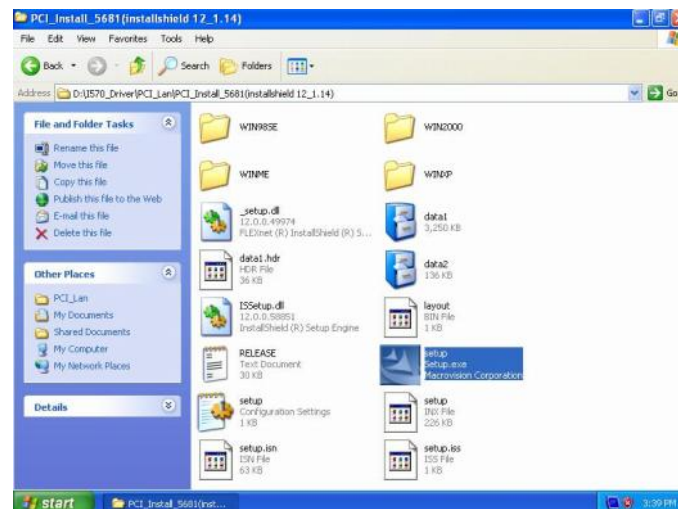 PCI_Install_5681(installshield 12_1.14)
File Edit View Favorites Tools Help
Back Search Folders
Address D:\I570_Driver\PCI_Lan\PCI_Install_5681(installshield 12_1.14) Go
File and Folder Tasks
Rename this file
Move this file
Copy this file
Publish this file to the Web
E-mail this file
Delete this file
Other Places
PCI_Lan
My Documents
Shared Documents
My Computer
My Network Places
Details
WIN98SE
WIN2000
WINME
WINXP
_setup.dll
12.0.0.49974
FLEXnet (R) InstallShield (R) S...
data1
3,250 KB
data1.hdr
HDR File
36 KB
data2
136 KB
ISSetup.dll
12.0.0.58851
InstallShield (R) Setup Engine
layout
BIN File
1 KB
RELEASE
Text Document
30 KB
setup
Setup.exe
Macrovision Corporation
setup
Configuration Settings
1 KB
setup
INX File
226 KB
setup.isn
ISN File
63 KB
setup.iss
ISS File
1 KB
start PCI_Install_5681(inst... 3:39 PM